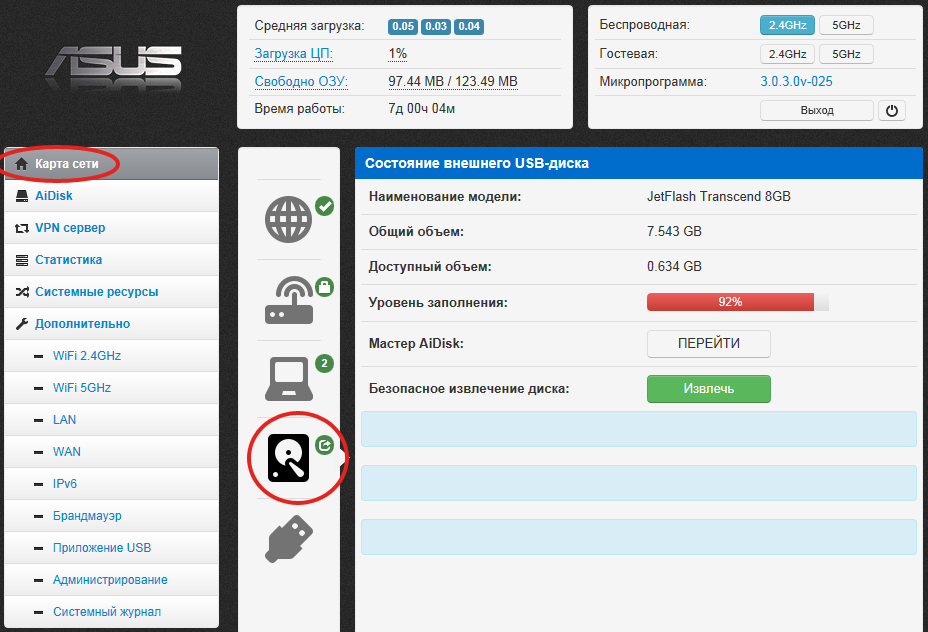 ASUS
Средняя загрузка: 0.05 0.03 0.04
Загрузка ЦП: 1%
Свободно ОЗУ: 97.44 MB / 123.49 MB
Время работы: 7д 00ч 04м
Беспроводная: 2.4GHz 5GHz
Гостевая: 2.4GHz 5GHz
Микропрограмма: 3.0.3.0v-025
Выход
Карта сети
AiDisk
VPN сервер
Статистика
Системные ресурсы
Дополнительно
WiFi 2.4GHz
WiFi 5GHz
LAN
WAN
IPv6
Брандмауэр
Приложение USB
Администрирование
Системный журнал
2
Состояние внешнего USB-диска
Наименование модели: JetFlash Transcend 8GB
Общий объем: 7.543 GB
Доступный объем: 0.634 GB
Уровень заполнения: 92%
Мастер AiDisk: ПЕРЕЙТИ
Безопасное извлечение диска: Извлечь